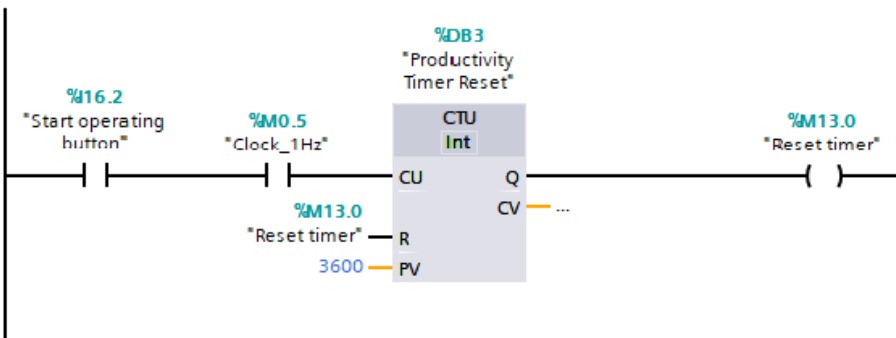 %DB3
"Productivity
Timer Reset"
%I16.2
"Start operating
button"
%M0.5
"Clock_1Hz"
CTU
Int
%M13.0
"Reset timer"
CU
Q
CV
...
%M13.0
"Reset timer"
R
3600
PV